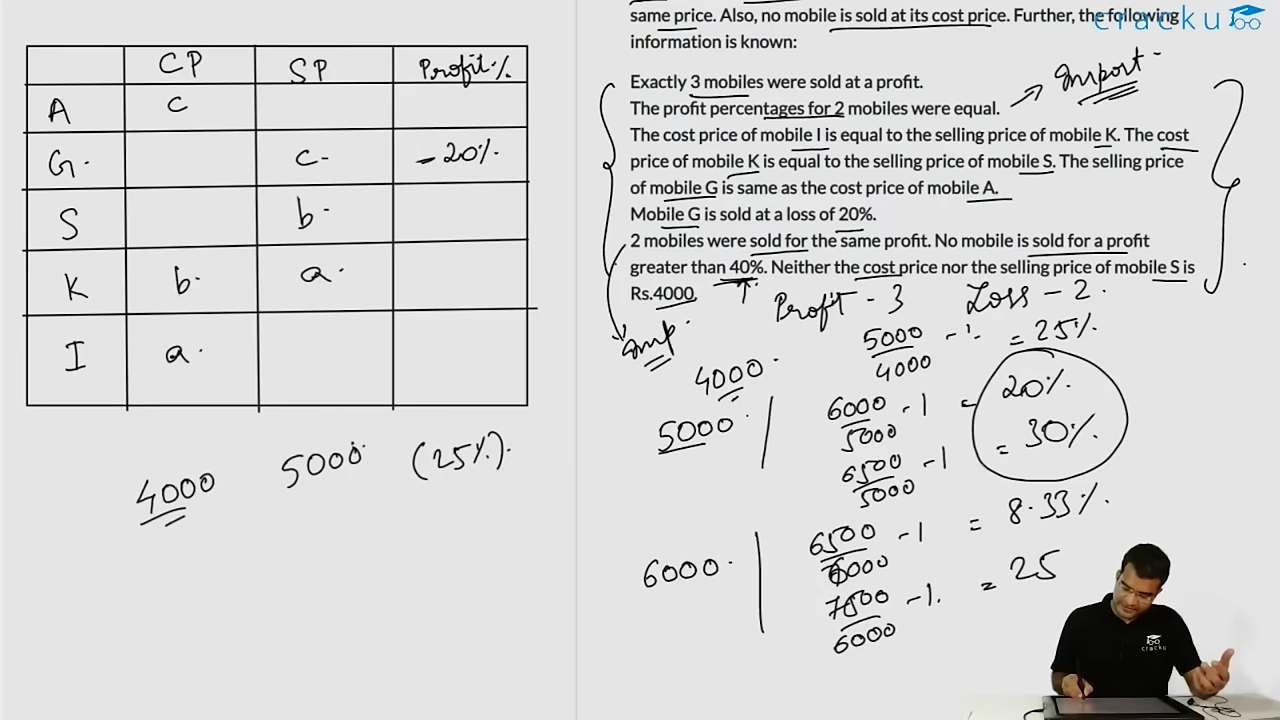 same price. Also, no mobile is sold at its cost price. Further, the following
cracku
information is known:
CP SP Profit %
A c
G. c. -20%.
S b.
K b. a.
I a.
4000 5000 (25%).
Exactly 3 mobiles were sold at a profit.
The profit percentages for 2 mobiles were equal.
Import-
The cost price of mobile I is equal to the selling price of mobile K. The cost
price of mobile K is equal to the selling price of mobile S. The selling price
of mobile G is same as the cost price of mobile A.
Mobile G is sold at a loss of 20%.
2 mobiles were sold for the same profit. No mobile is sold for a profit
greater than 40%. Neither the cost price nor the selling price of mobile S is
Rs.4000.
Profit - 3 Loss - 2.
Imp.
4000. 5000/4000 -1. = 25%.
5000. 6000/5000 -1 = 20%.
6500/5000 -1 = 30%.
6000. 6500/6000 -1 = 8.33%.
7500/6000 -1. = 25
cracku